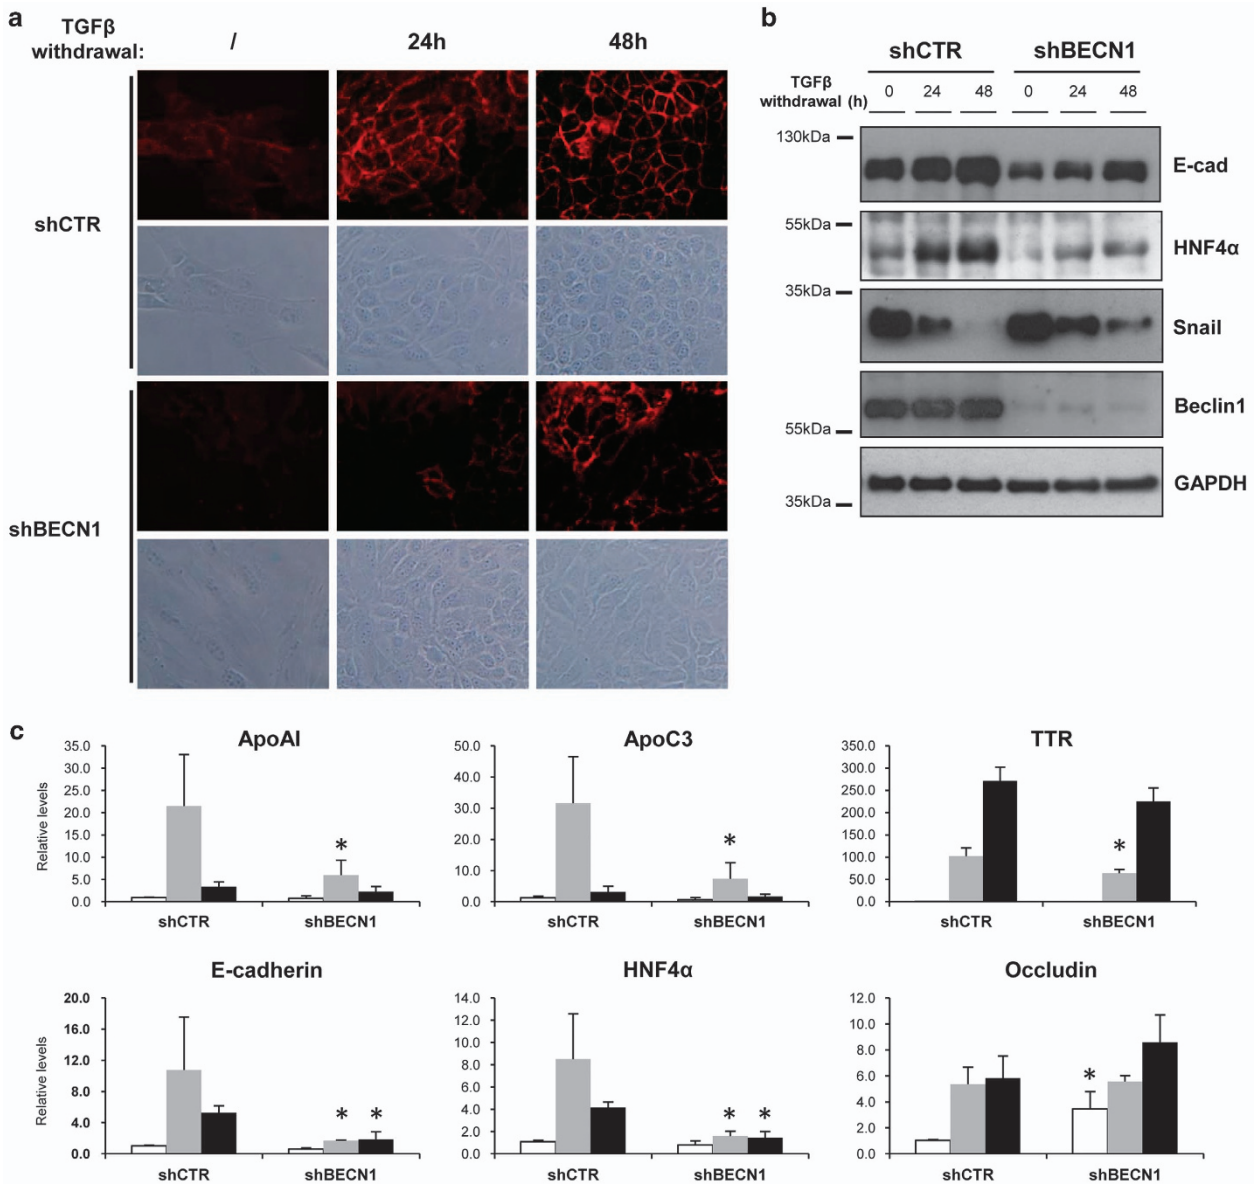 a
TGFβ
withdrawal:
/
24h
48h
shCTR
shBECN1
b
shCTR
shBECN1
TGFβ
withdrawal (h)
0
24
48
0
24
48
130kDa
E-cad
55kDa
HNF4α
35kDa
Snail
Beclin1
55kDa
GAPDH
35kDa
c
ApoAI
Relative levels
35.0
30.0
25.0
20.0
15.0
10.0
5.0
0.0
*
shCTR
shBECN1
ApoC3
50.0
40.0
30.0
20.0
10.0
0.0
*
shCTR
shBECN1
TTR
350.0
300.0
250.0
200.0
150.0
100.0
50.0
0.0
*
shCTR
shBECN1
E-cadherin
Relative levels
20.0
16.0
12.0
8.0
4.0
0.0
* *
shCTR
shBECN1
HNF4α
14.0
12.0
10.0
8.0
6.0
4.0
2.0
0.0
* *
shCTR
shBECN1
Occludin
12.0
10.0
8.0
6.0
4.0
2.0
0.0
*
shCTR
shBECN1